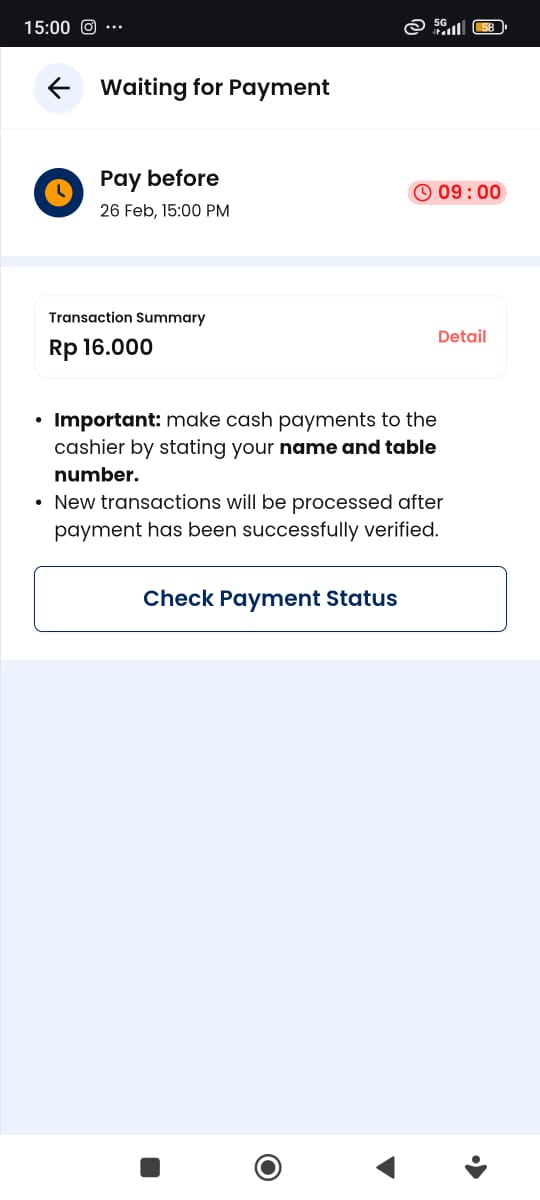 15:00 ...
5G 58
Waiting for Payment
Pay before
26 Feb, 15:00 PM
09 : 00
Transaction Summary
Rp 16.000
Detail
• Important: make cash payments to the
cashier by stating your name and table
number.
• New transactions will be processed after
payment has been successfully verified.
Check Payment Status